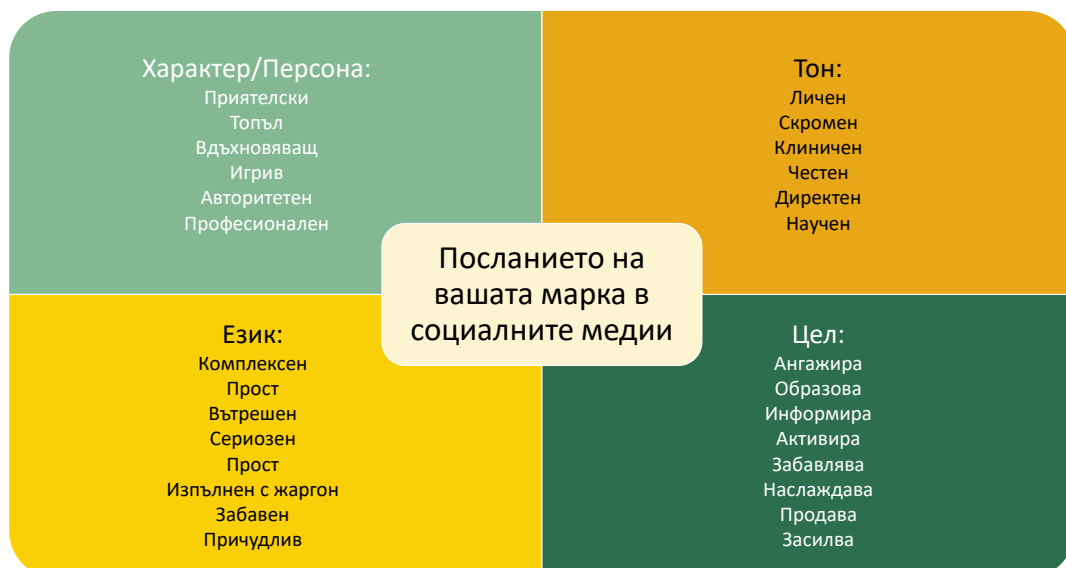 Характер/Персона:
Приятелски
Топъл
Вдъхновяващ
Игрив
Авторитетен
Професионален
Тон:
Личен
Скромен
Клиничен
Честен
Директен
Научен
Посланието на
вашата марка в
социалните медии
Език:
Комплексен
Прост
Вътрешен
Сериозен
Прост
Изпълнен с жаргон
Забавен
Причудлив
Цел:
Ангажира
Образова
Информира
Активира
Забавлява
Наслаждава
Продава
Засилва